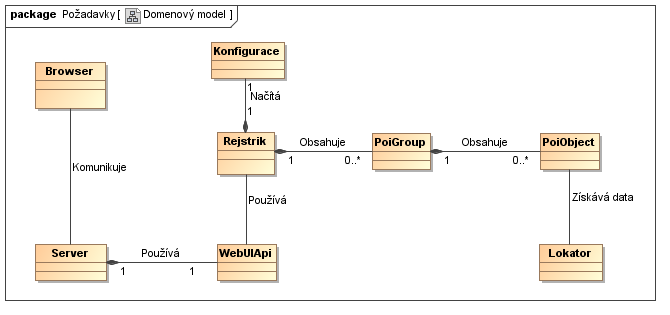 package Požadavky [ Domenový model ]
Konfigurace
Browser
1
Načítá
1
Rejstrik
Obsahuje
1
0..*
PoiGroup
Obsahuje
1
0..*
PoiObject
Komunikuje
Používá
Získává data
Server
Používá
1
1
WebUIApi
Lokator